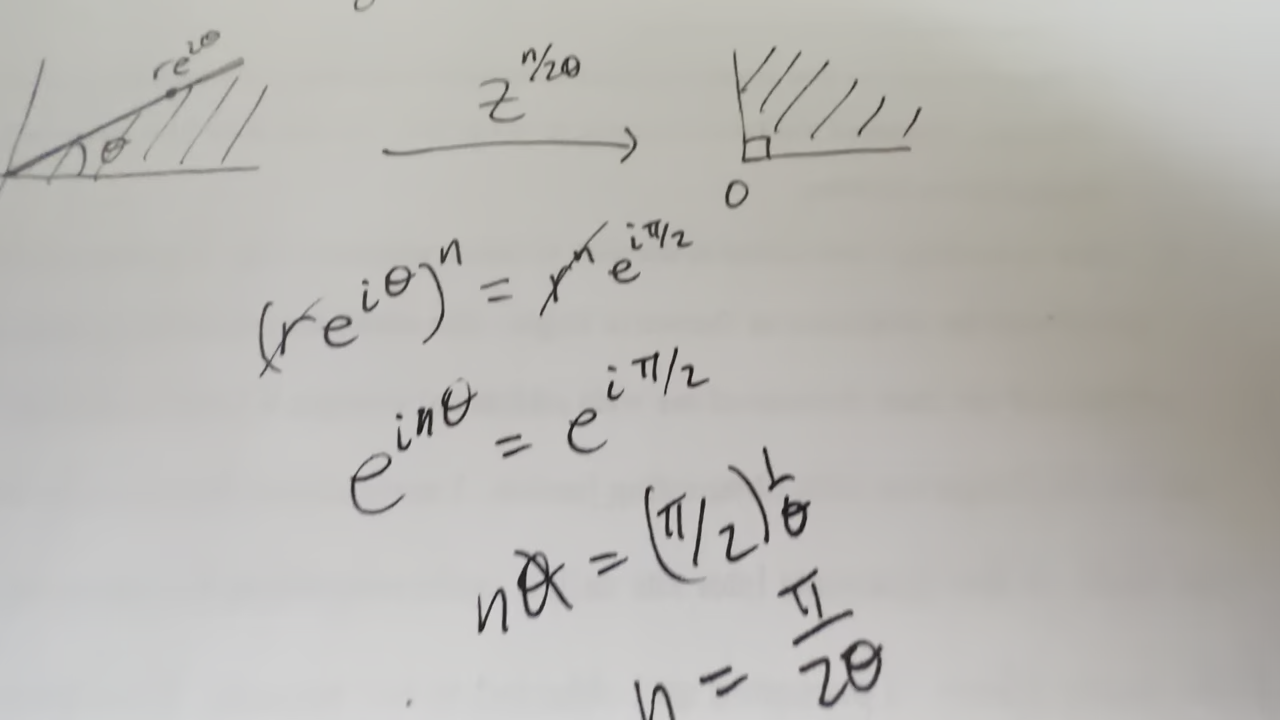 re^{iθ}
θ
z^{π/2θ}
0
(re^{iθ})^n = r^n e^{iπ/2}
e^{inθ} = e^{iπ/2}
nθ = (π/2) 1/θ
n = π/2θ